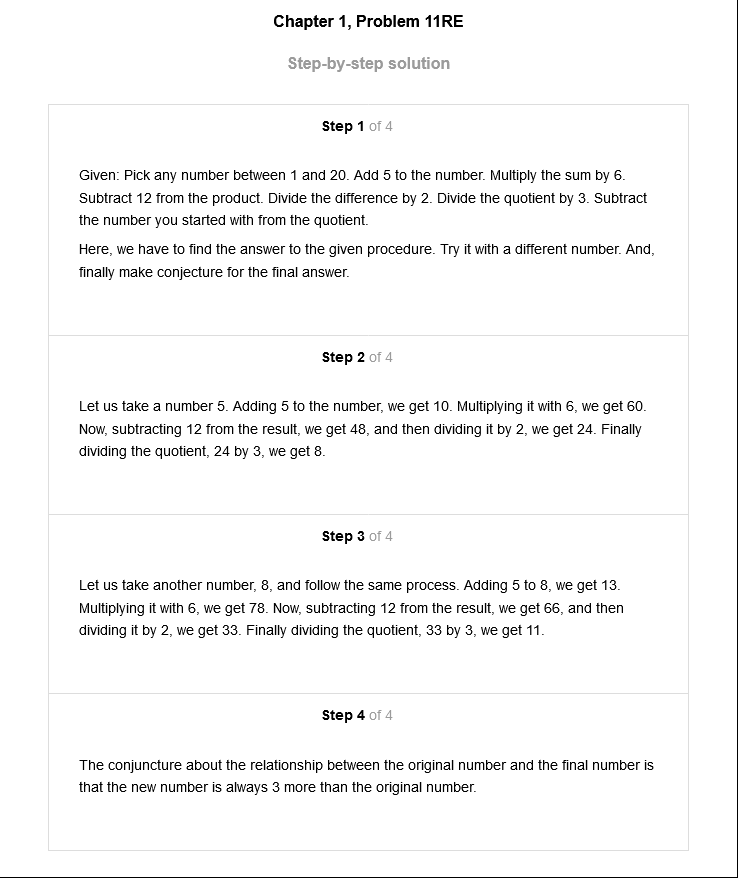 Chapter 1, Problem 11RE
Step-by-step solution
Step 1 of 4
Given: Pick any number between 1 and 20. Add 5 to the number. Multiply the sum by 6.
Subtract 12 from the product. Divide the difference by 2. Divide the quotient by 3. Subtract
the number you started with from the quotient.
Here, we have to find the answer to the given procedure. Try it with a different number. And,
finally make conjecture for the final answer.
Step 2 of 4
Let us take a number 5. Adding 5 to the number, we get 10. Multiplying it with 6, we get 60.
Now, subtracting 12 from the result, we get 48, and then dividing it by 2, we get 24. Finally
dividing the quotient, 24 by 3, we get 8.
Step 3 of 4
Let us take another number, 8, and follow the same process. Adding 5 to 8, we get 13.
Multiplying it with 6, we get 78. Now, subtracting 12 from the result, we get 66, and then
dividing it by 2, we get 33. Finally dividing the quotient, 33 by 3, we get 11.
Step 4 of 4
The conjuncture about the relationship between the original number and the final number is
that the new number is always 3 more than the original number.